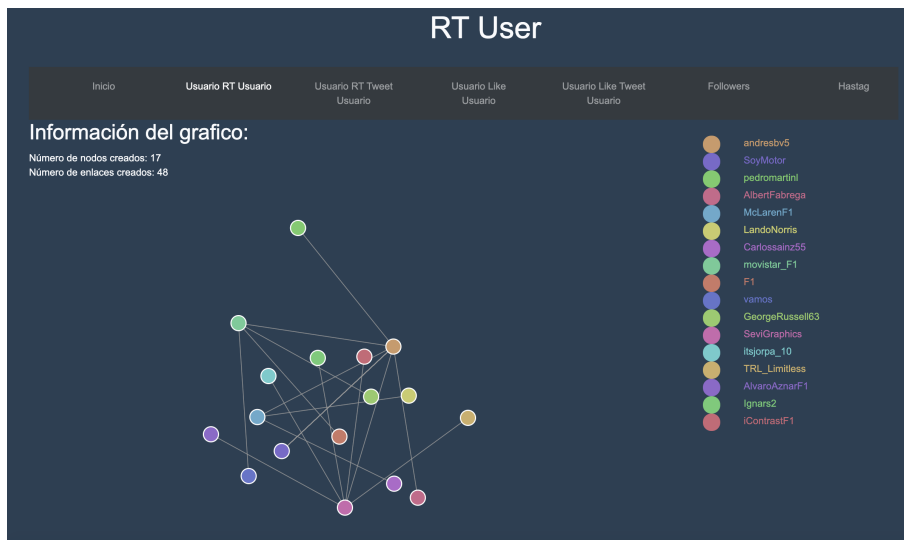 RT User
Inicio
Usuario RT Usuario
Usuario RT Tweet
Usuario
Usuario Like
Usuario
Usuario Like Tweet
Usuario
Followers
Hastag
Información del grafico:
Número de nodos creados: 17
Número de enlaces creados: 48
andresbv5
SoyMotor
pedromartinl
AlbertFabrega
McLarenF1
LandoNorris
Carlossainz55
movistar_F1
F1
vamos
GeorgeRussell63
SeviGraphics
itsjorpa_10
TRL_Limitless
AlvaroAznarF1
Ignars2
iContrastF1